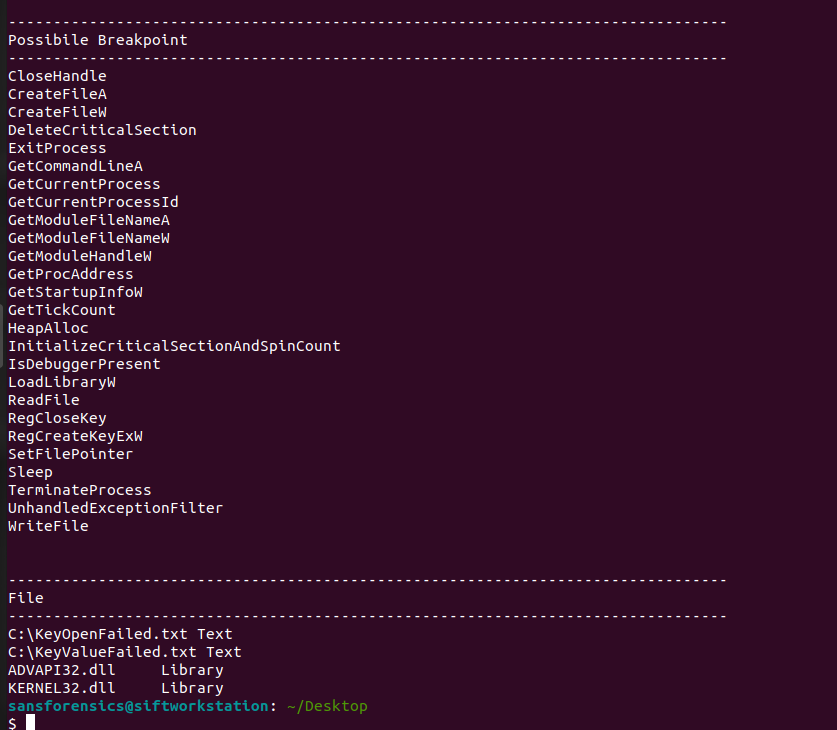 --------------------------------------------------------------------------------
Possibile Breakpoint
--------------------------------------------------------------------------------
CloseHandle
CreateFileA
CreateFileW
DeleteCriticalSection
ExitProcess
GetCommandLineA
GetCurrentProcess
GetCurrentProcessId
GetModuleFileNameA
GetModuleFileNameW
GetModuleHandleW
GetProcAddress
GetStartupInfoW
GetTickCount
HeapAlloc
InitializeCriticalSectionAndSpinCount
IsDebuggerPresent
LoadLibraryW
ReadFile
RegCloseKey
RegCreateKeyExW
SetFilePointer
Sleep
TerminateProcess
UnhandledExceptionFilter
WriteFile
--------------------------------------------------------------------------------
File
--------------------------------------------------------------------------------
C:\KeyOpenFailed.txt Text
C:\KeyValueFailed.txt Text
ADVAPI32.dll     Library
KERNEL32.dll     Library
sansforensics@siftworkstation: ~/Desktop
$